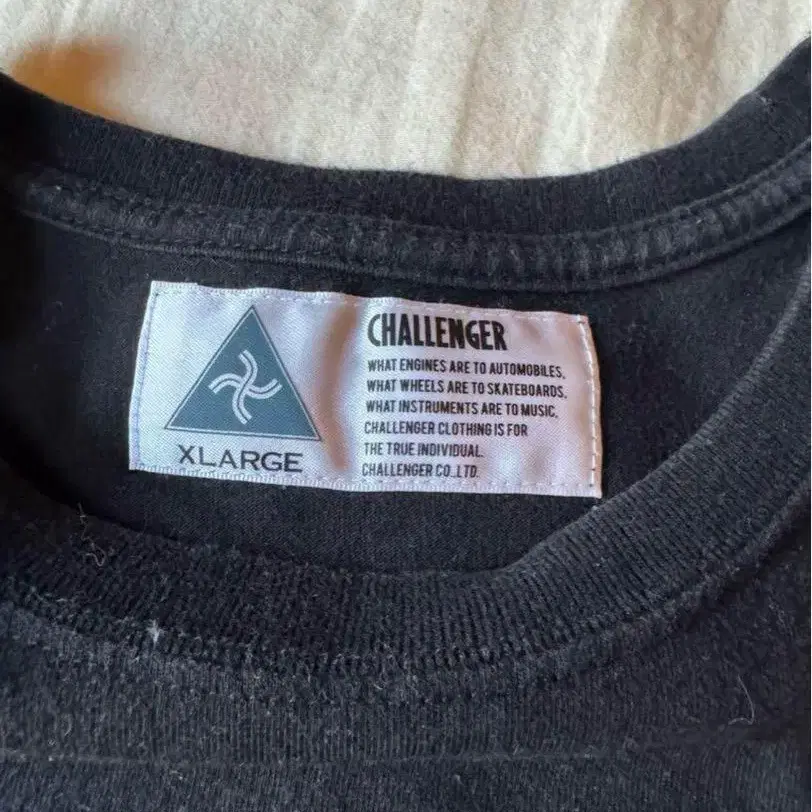 XLARGE
CHALLENGER
WHAT ENGINES ARE TO AUTOMOBILES,
WHAT WHEELS ARE TO SKATEBOARDS,
WHAT INSTRUMENTS ARE TO MUSIC,
CHALLENGER CLOTHING IS FOR
THE TRUE INDIVIDUAL.
CHALLENGER CO.,LTD.